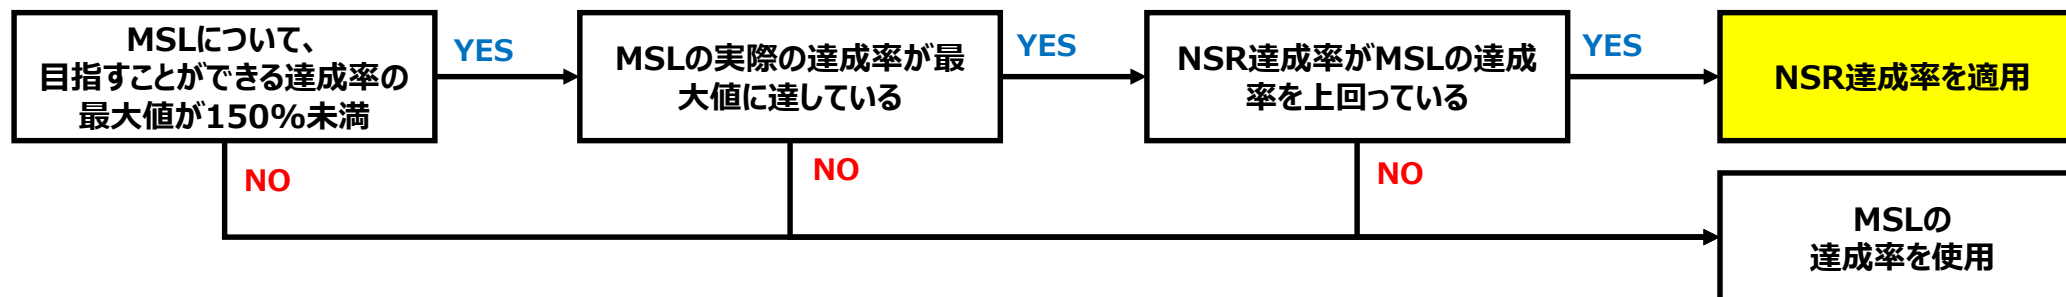 MSLについて、
目指すことができる達成率の
最大値が150%未満
YES
MSLの実際の達成率が最
大値に達している
YES
NSR達成率がMSLの達成
率を上回っている
YES
NSR達成率を適用
NO
NO
NO
MSLの
達成率を使用